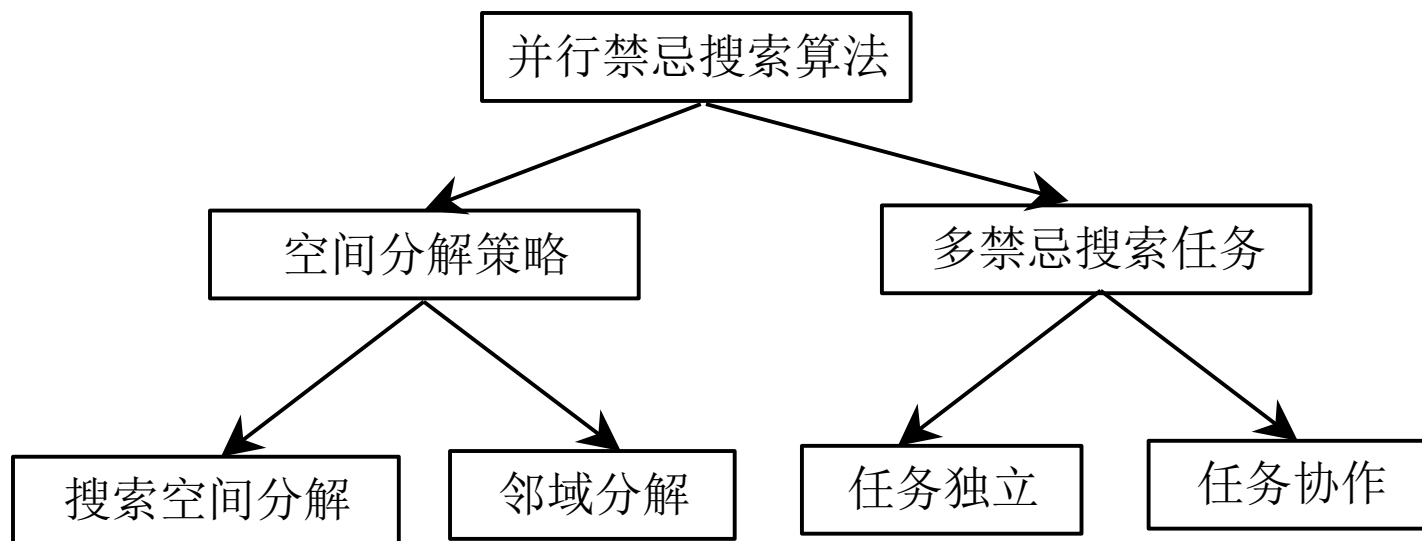 并行禁忌搜索算法
空间分解策略
多禁忌搜索任务
搜索空间分解
邻域分解
任务独立
任务协作